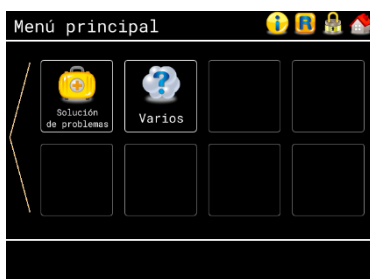 Menú principal
i R
Solución
de problemas
?
Varios